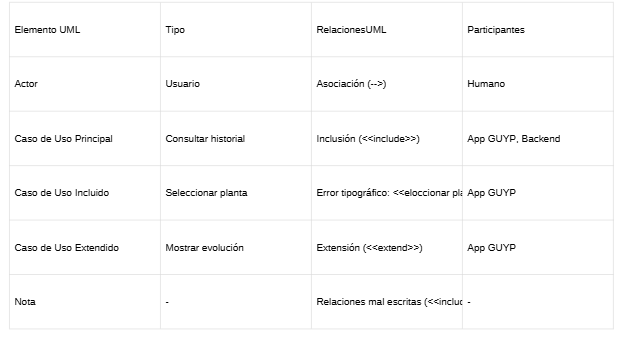 Elemento UML Tipo RelacionesUML Participantes
Actor Usuario Asociación (-->) Humano
Caso de Uso Principal Consultar historial Inclusión (<<include>>) App GUYP, Backend
Caso de Uso Incluido Seleccionar planta Error tipográfico: <<eloccionar pla App GUYP
Caso de Uso Extendido Mostrar evolución Extensión (<<extend>>) App GUYP
Nota - Relaciones mal escritas (<<incluc -